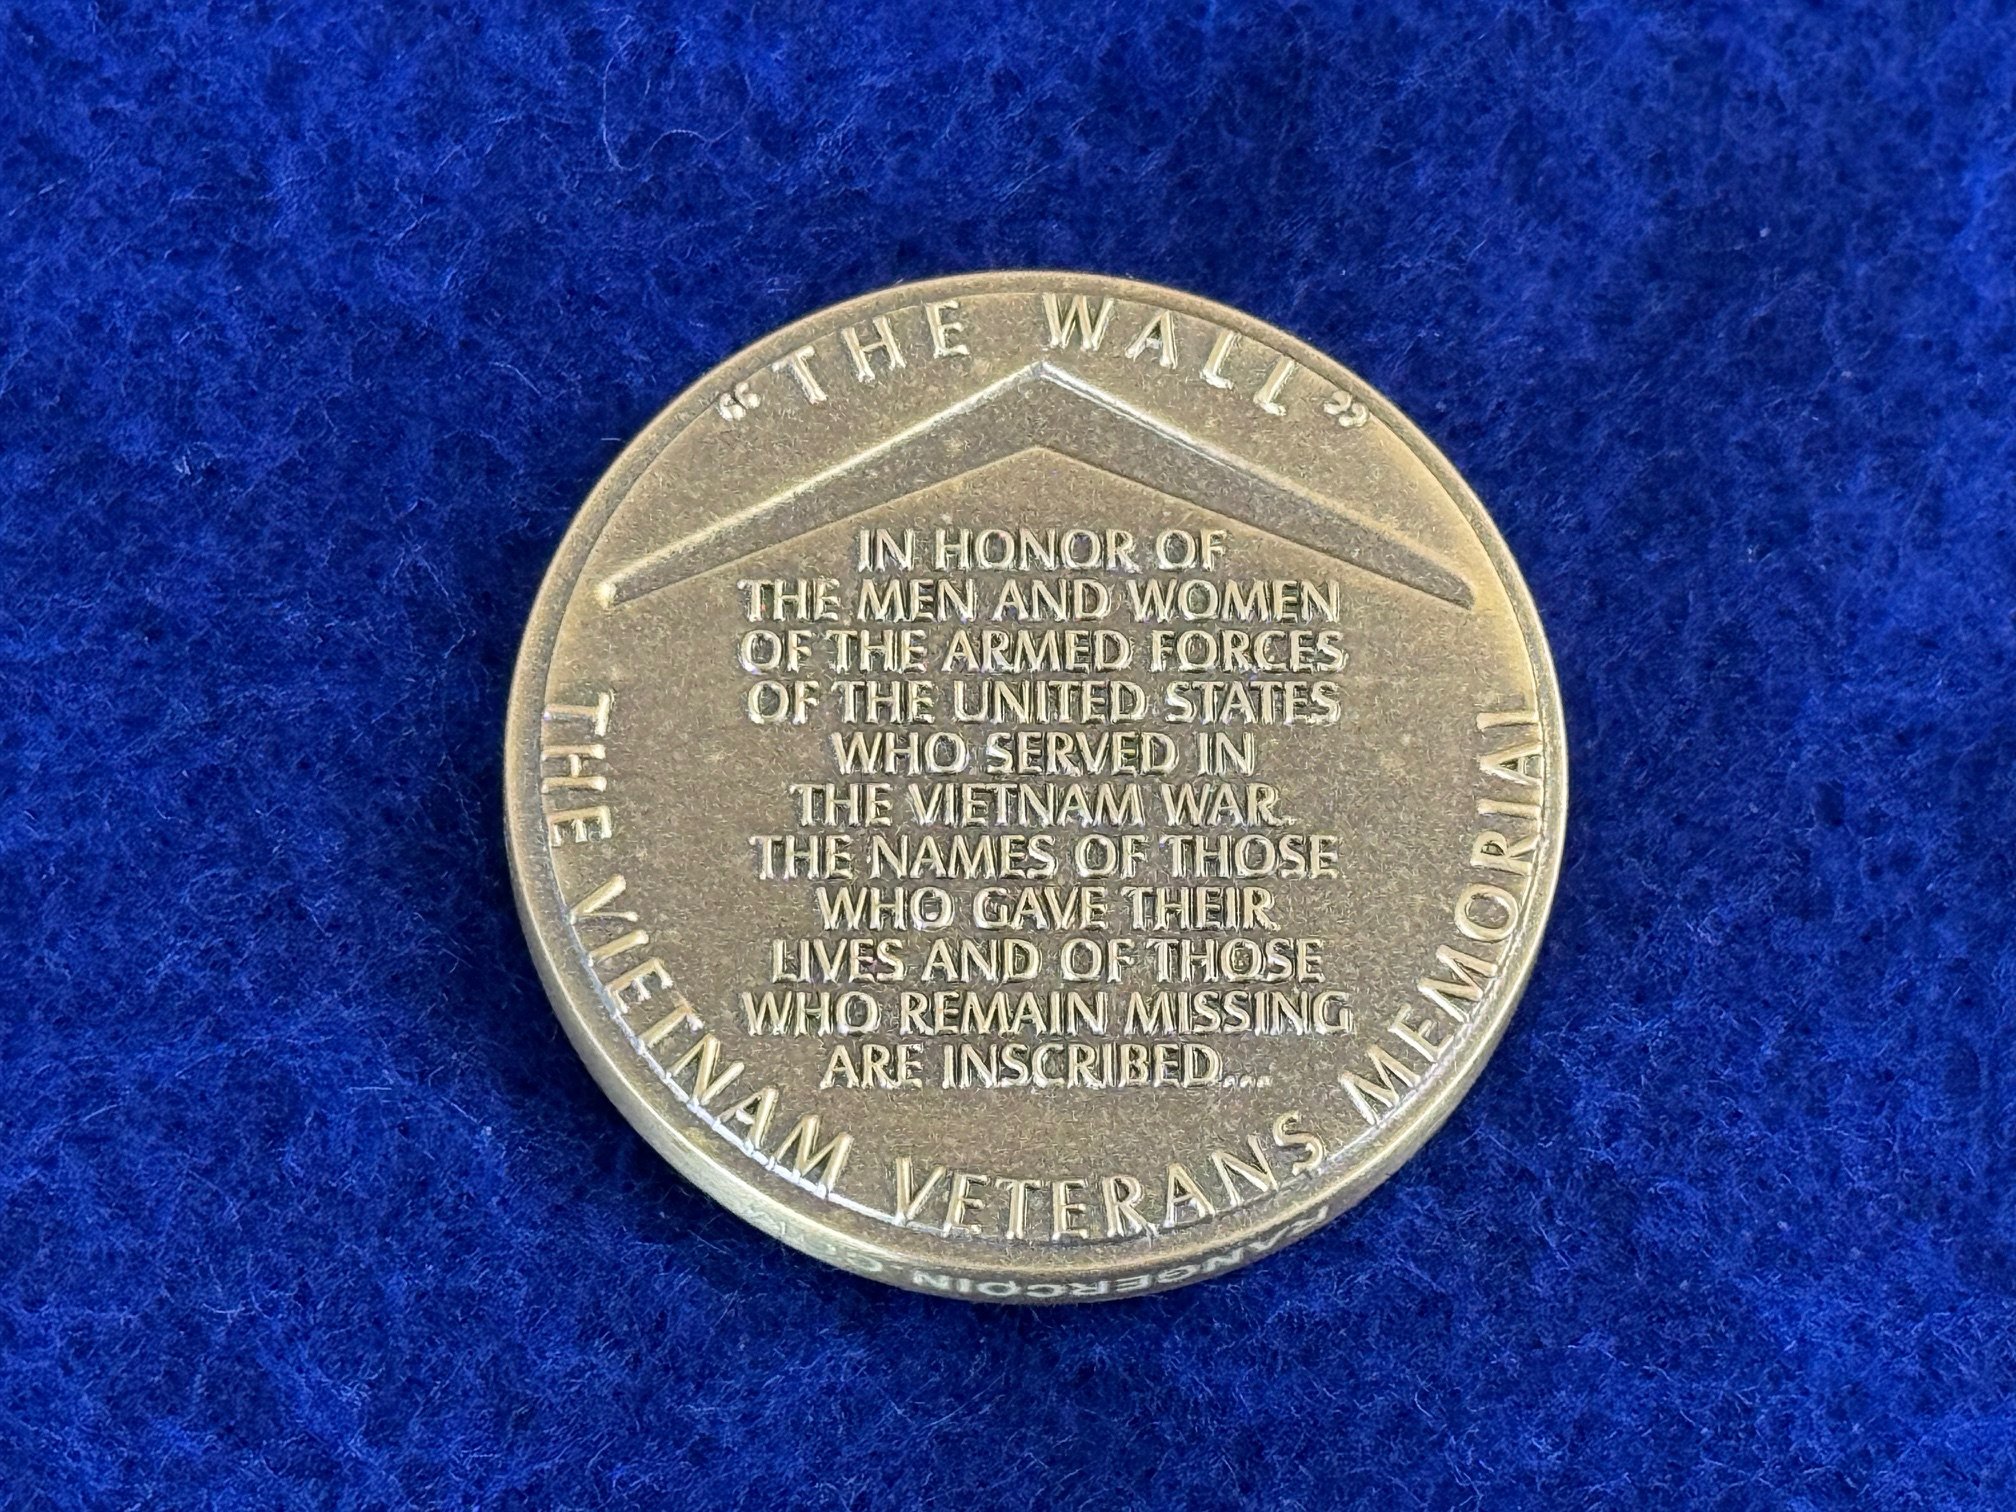 “THE WALL”
IN HONOR OF
THE MEN AND WOMEN
OF THE ARMED FORCES
OF THE UNITED STATES
WHO SERVED IN
THE VIETNAM WAR.
THE NAMES OF THOSE
WHO GAVE THEIR
LIVES AND OF THOSE
WHO REMAIN MISSING
ARE INSCRIBED...
THE VIETNAM VETERANS MEMORIAL
RANGERCOIN